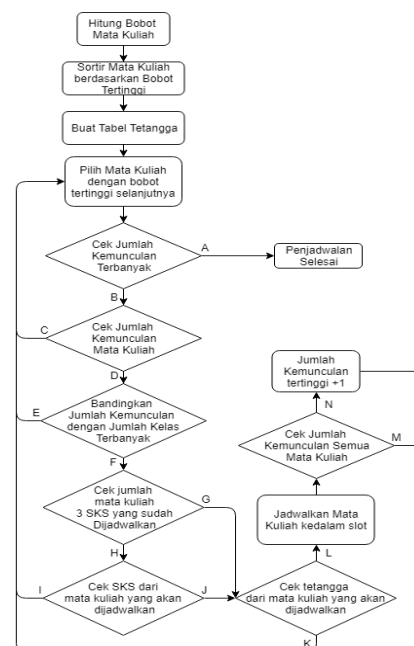 Hitung Bobot
Mata Kuliah
Sortir Mata Kuliah
berdasarkan Bobot
Tertinggi
Buat Tabel Tetangga
Pilih Mata Kuliah
dengan bobot
tertinggi selanjutnya
Cek Jumlah
Kemunculan
Terbanyak
A
Penjadwalan
Selesai
B
C
Cek Jumlah
Kemunculan
Mata Kuliah
D
E
Bandingkan
Jumlah Kemunculan
dengan Jumlah Kelas
Terbanyak
F
Cek jumlah
mata kuliah
3 SKS yang sudah
Dijadwalkan
G
H
I
Cek SKS dari
mata kuliah yang akan
dijadwalkan
J
Jumlah
Kemunculan
tertinggi +1
N
Cek Jumlah
Kemunculan Semua
Mata Kuliah
M
Jadwalkan Mata
Kuliah kedalam slot
L
Cek tetangga
dari mata kuliah yang akan
dijadwalkan
K